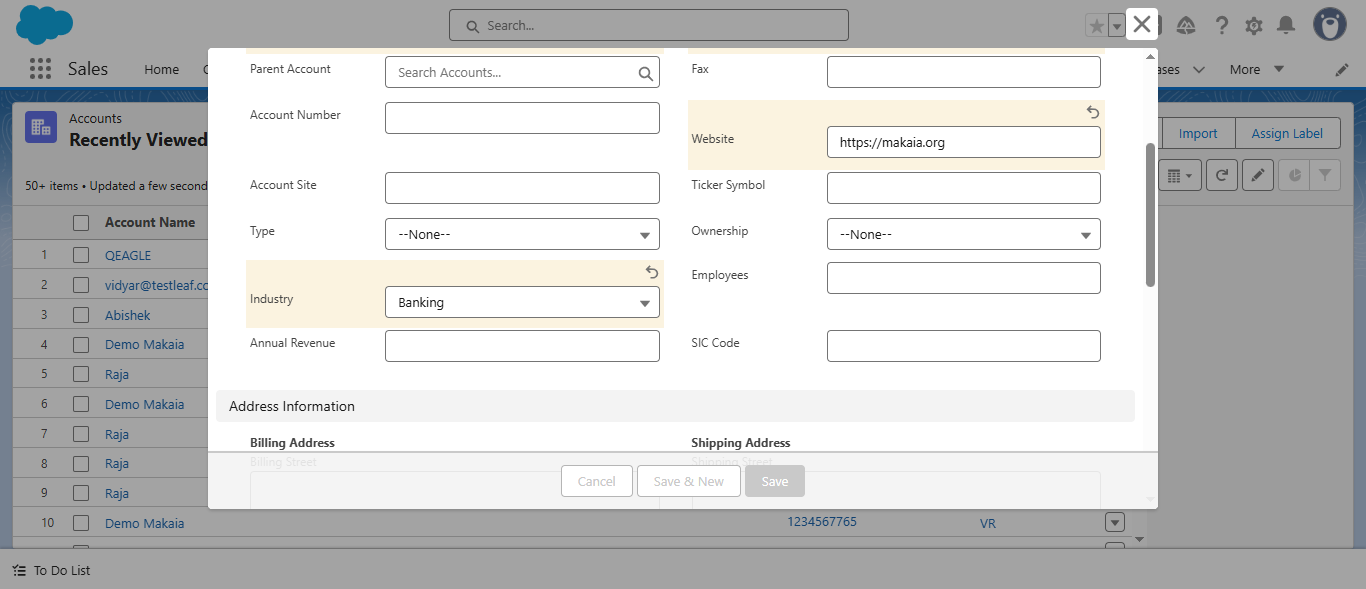 Search...
Sales
Home
ases
More
Accounts
Recently Viewed
Import
Assign Label
50+ items • Updated a few second
Account Name
1 QEAGLE
2 vidyar@testleaf.co
3 Abishek
4 Demo Makaia
5 Raja
6 Demo Makaia
7 Raja
8 Raja
9 Raja
10 Demo Makaia 1234567765 VR
Parent Account Search Accounts... Fax
Account Number
Website https://makaia.org
Account Site Ticker Symbol
Type --None-- Ownership --None--
Employees
Industry Banking
Annual Revenue SIC Code
Address Information
Billing Address Shipping Address
Billing Street Shipping Street
Cancel Save & New Save
To Do List